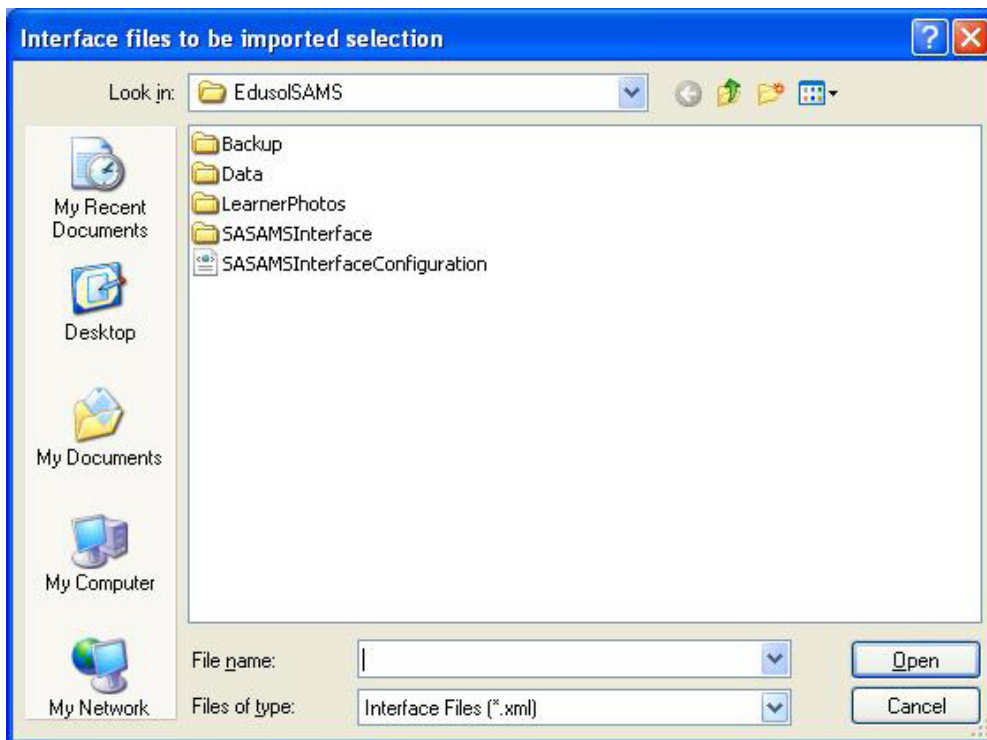 Interface files to be imported selection
Look in:
EdusolSAMS
My Recent
Documents
Desktop
My Documents
My Computer
My Network
Backup
Data
LearnerPhotos
SASAMSInterface
SASAMSInterfaceConfiguration
File name:
Open
Files of type:
Interface Files (*.xml)
Cancel